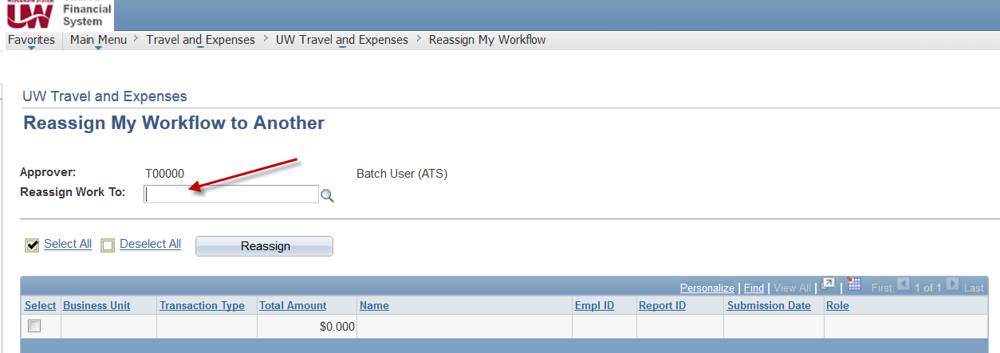 UW
Financial
System
Favorites Main Menu > Travel and Expenses > UW Travel and Expenses > Reassign My Workflow
UW Travel and Expenses
Reassign My Workflow to Another
Approver: T00000 Batch User (ATS)
Reassign Work To:
Select All Deselect All Reassign
Personalize | Find | View All | | First 1 of 1 Last
Select Business Unit Transaction Type Total Amount Name Empl ID Report ID Submission Date Role
$0.000